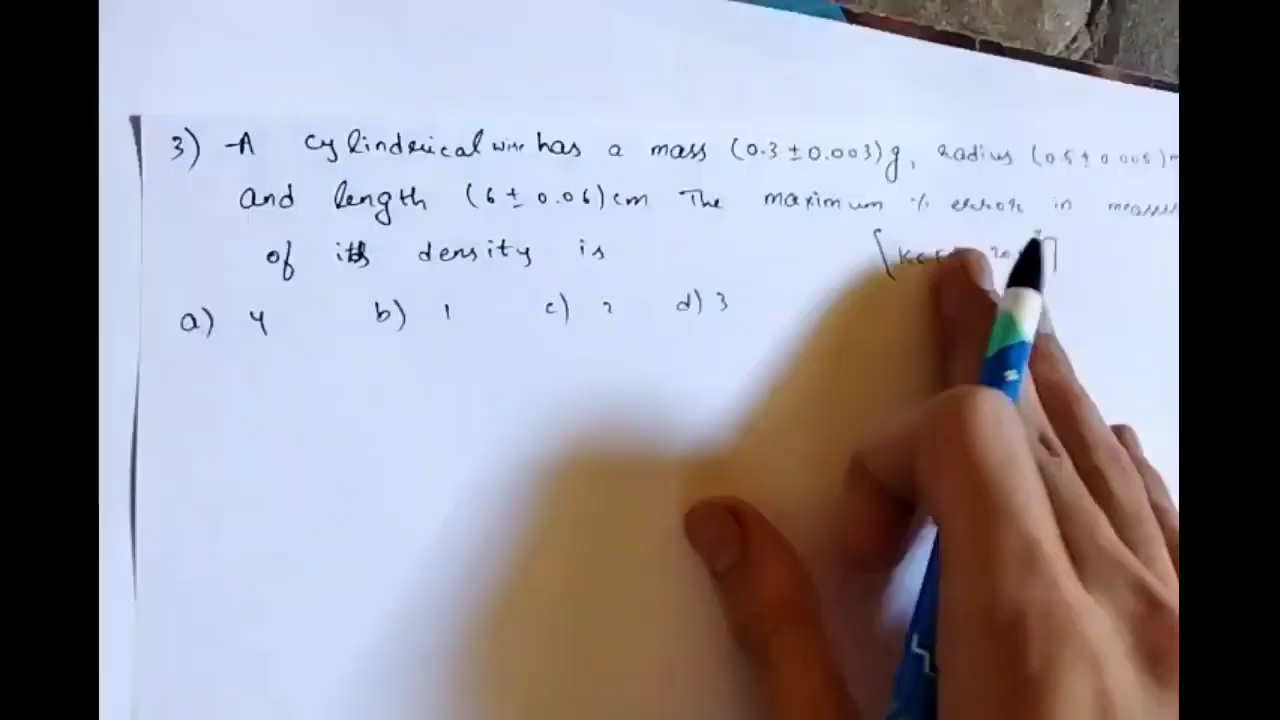 3) A cylinderical wire has a mass (0.3 ± 0.003)g, radius (0.5 ± 0.005)
and length (6 ± 0.06)cm The maximum % error in
of its density is
a) 4 b) 1 c) 2 d) 3